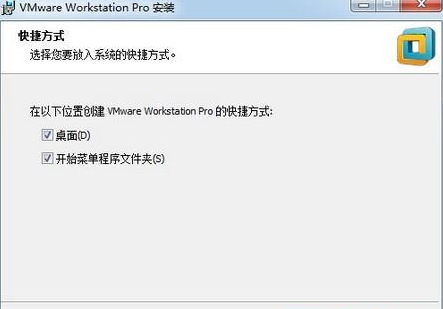 VMware Workstation Pro 安装
快捷方式
选择您要放入系统的快捷方式。
在以下位置创建 VMware Workstation Pro 的快捷方式:
桌面(D)
开始菜单程序文件夹(S)